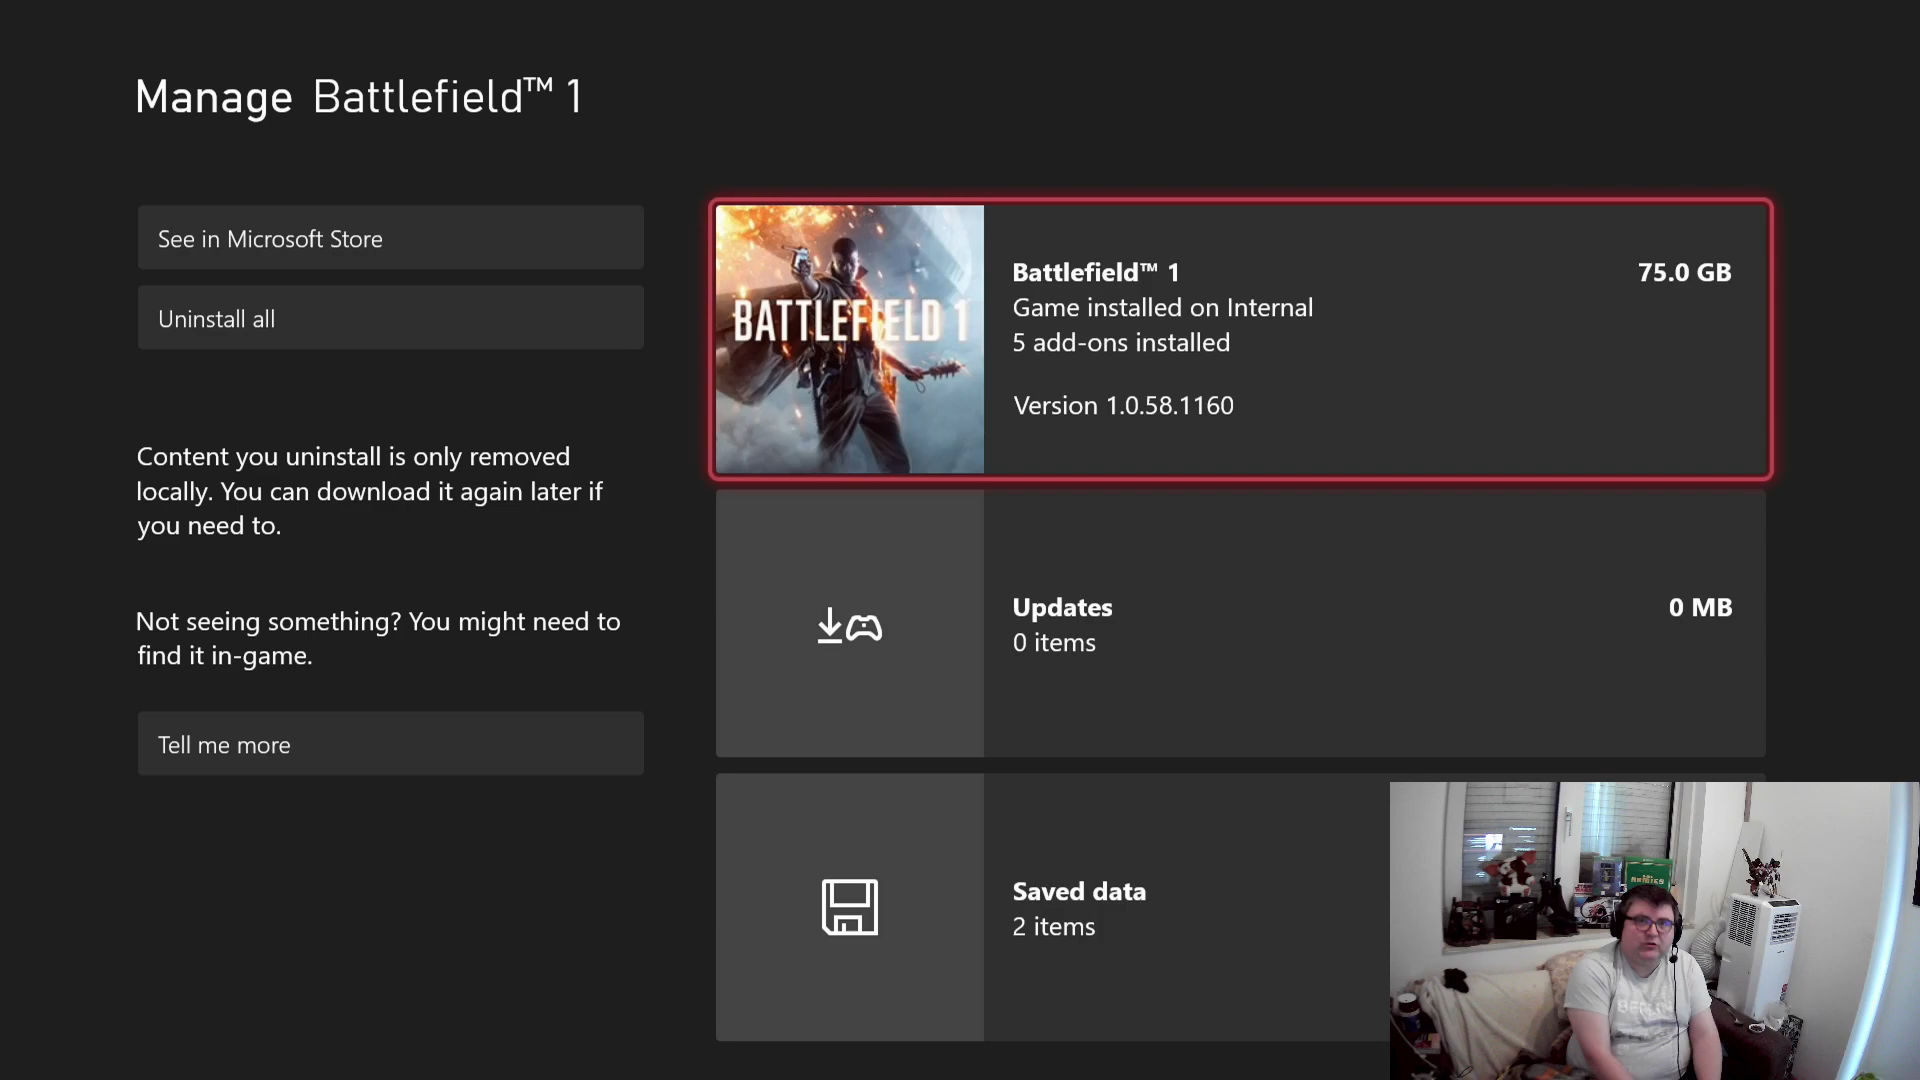 Manage Battlefield™ 1
See in Microsoft Store
Uninstall all
Content you uninstall is only removed
locally. You can download it again later if
you need to.
Not seeing something? You might need to
find it in-game.
Tell me more
BATTLEFIELD 1
Battlefield™ 1
75.0 GB
Game installed on Internal
5 add-ons installed
Version 1.0.58.1160
Updates
0 MB
0 items
Saved data
2 items
BERLIN